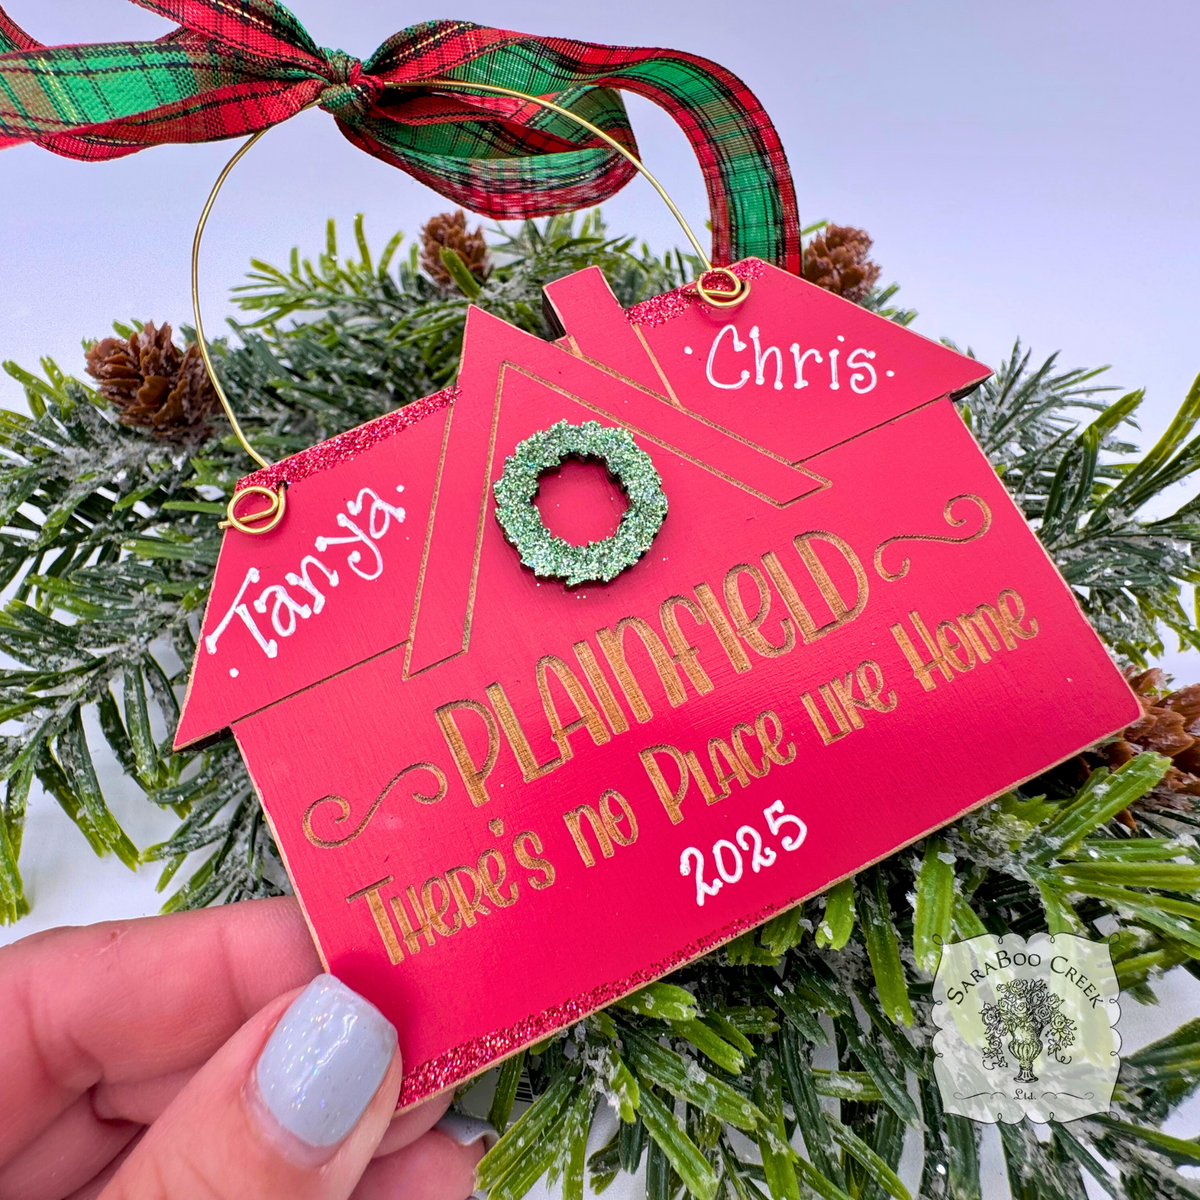 .Tanya.
.Chris.
PLAINFIELD
THERE'S NO PLACE LIKE HOME
2025
SARABOO CREEK
Ltd.